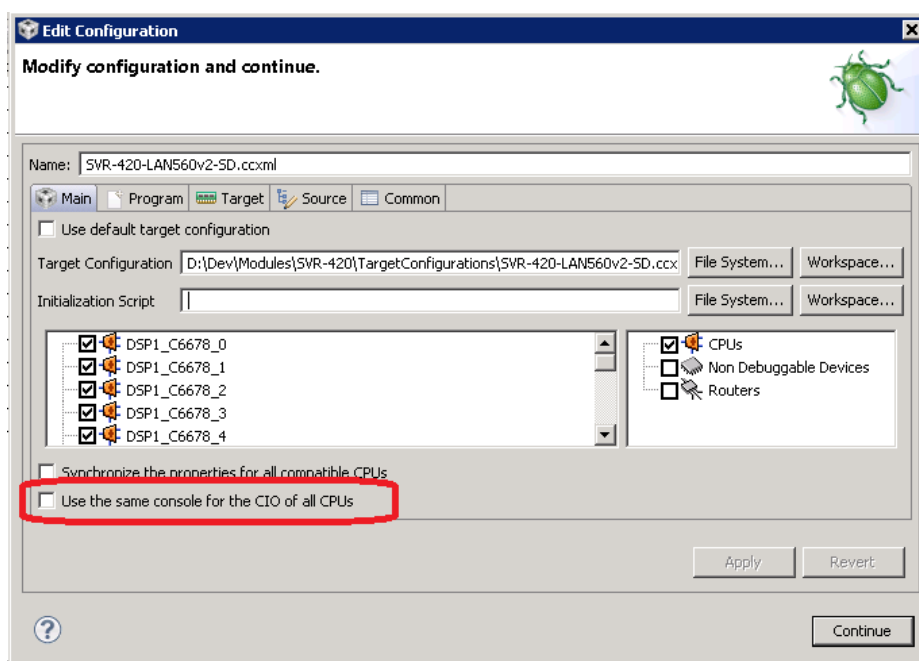 Edit Configuration
Modify configuration and continue.
Name: SVR-420-LAN560v2-SD.ccxml
Main Program Target Source Common
Use default target configuration
Target Configuration D:\Dev\Modules\SVR-420\TargetConfigurations\SVR-420-LAN560v2-SD.ccx File System... Workspace...
Initialization Script File System... Workspace...
DSP1_C6678_0 CPUs
DSP1_C6678_1 Non Debuggable Devices
DSP1_C6678_2 Routers
DSP1_C6678_3
DSP1_C6678_4
Synchronize the properties for all compatible CPUs
Use the same console for the CIO of all CPUs
Apply Revert
Continue